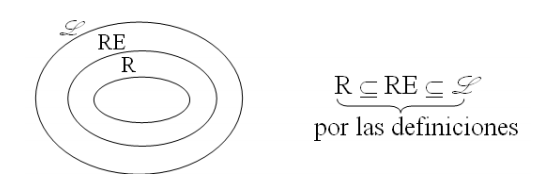 ℒ
RE
R
R ⊆ RE ⊆ ℒ
por las definiciones